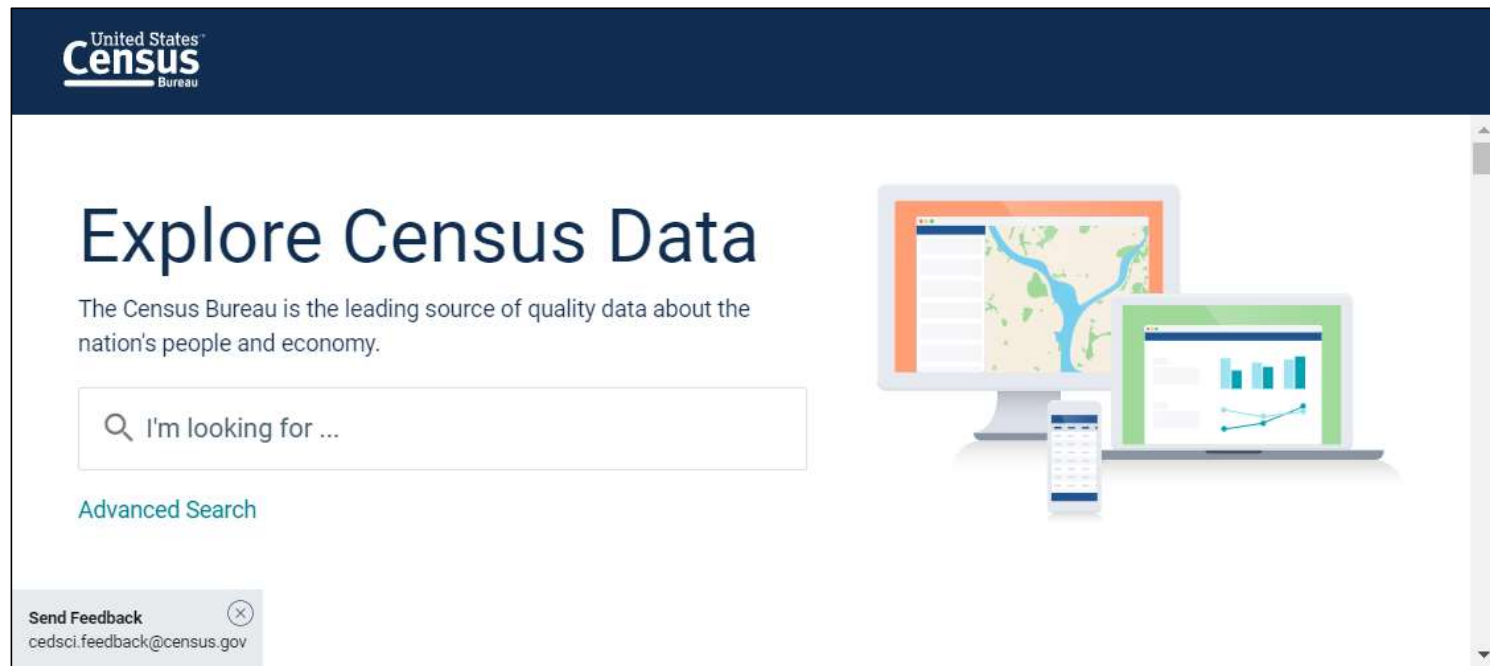 United States™
Census
Bureau
Explore Census Data
The Census Bureau is the leading source of quality data about the
nation's people and economy.
I'm looking for ...
Advanced Search
Send Feedback
cedsci.feedback@census.gov